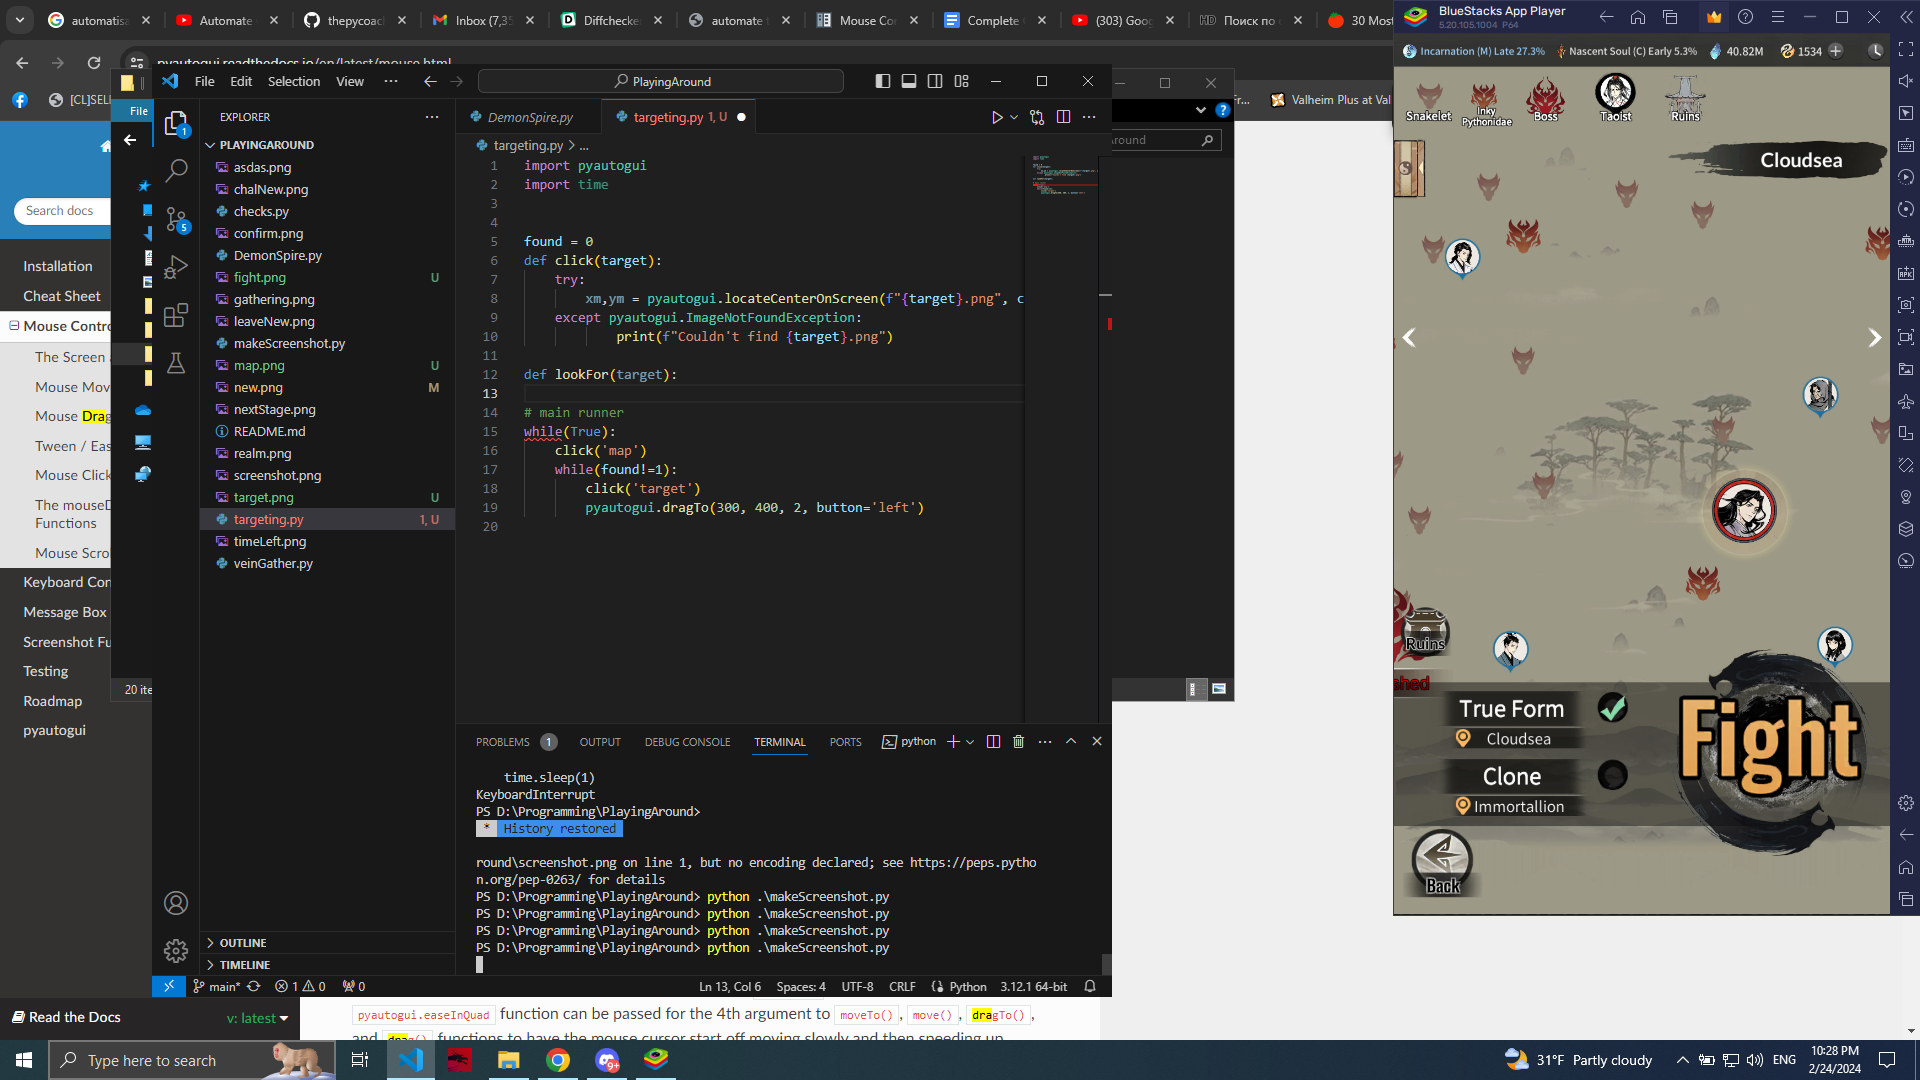 automatisa
Automate
thepycoach
Inbox (7,35
Diffchecke
automate
Mouse Co
Complete
(303) Goo
Поиск по
30 Most
BlueStacks App Player
5.20.105.1004 P64
pyautogui.readthedocs.io/en/latest/mouse.html
[CL]SEL
Valheim Plus at Val
File Edit Selection View
PlayingAround
Incarnation (M) Late 27.3% Nascent Soul (C) Early 5.3% 40.82M 1534
File
Search docs
Installation
Cheat Sheet
Mouse Contro
The Screen
Mouse Mov
Mouse Drag
Tween / Eas
Mouse Click
The mouseD
Functions
Mouse Scro
Keyboard Con
Message Box
Screenshot Fu
Testing
Roadmap
pyautogui
Read the Docs
v: latest
20 ite
EXPLORER
PLAYINGAROUND
asdas.png
chalNew.png
checks.py
confirm.png
DemonSpire.py
fight.png U
gathering.png
leaveNew.png
makeScreenshot.py
map.png U
new.png M
nextStage.png
README.md
realm.png
screenshot.png
target.png U
targeting.py 1, U
timeLeft.png
veinGather.py
OUTLINE
TIMELINE
1
5
DemonSpire.py
targeting.py 1, U
targeting.py > ...
1 import pyautogui
2 import time
3
4
5 found = 0
6 def click(target):
7 try:
8 xm,ym = pyautogui.locateCenterOnScreen(f"{target}.png", c
9 except pyautogui.ImageNotFoundException:
10 print(f"Couldn't find {target}.png")
11
12 def lookFor(target):
13
14 # main runner
15 while(True):
16 click('map')
17 while(found!=1):
18 click('target')
19 pyautogui.dragTo(300, 400, 2, button='left')
20
PROBLEMS 1 OUTPUT DEBUG CONSOLE TERMINAL PORTS python
time.sleep(1)
KeyboardInterrupt
PS D:\Programming\PlayingAround>
* History restored
round\screenshot.png on line 1, but no encoding declared; see https://peps.pytho
n.org/pep-0263/ for details
PS D:\Programming\PlayingAround> python .\makeScreenshot.py
PS D:\Programming\PlayingAround> python .\makeScreenshot.py
PS D:\Programming\PlayingAround> python .\makeScreenshot.py
PS D:\Programming\PlayingAround> python .\makeScreenshot.py
main* 1 0 0
Ln 13, Col 6 Spaces: 4 UTF-8 CRLF Python 3.12.1 64-bit
pyautogui.easeInQuad function can be passed for the 4th argument to moveTo(), move(), dragTo(),
and drag() functions to have the mouse cursor start off moving slowly and then speeding up
Snakelet
Inky
Pythonidae
Boss
Taoist
Ruins
Cloudsea
Ruins
shed
True Form
Cloudsea
Clone
Immortallion
Fight
Back
Type here to search
9+
31°F Partly cloudy
ENG
10:28 PM
2/24/2024